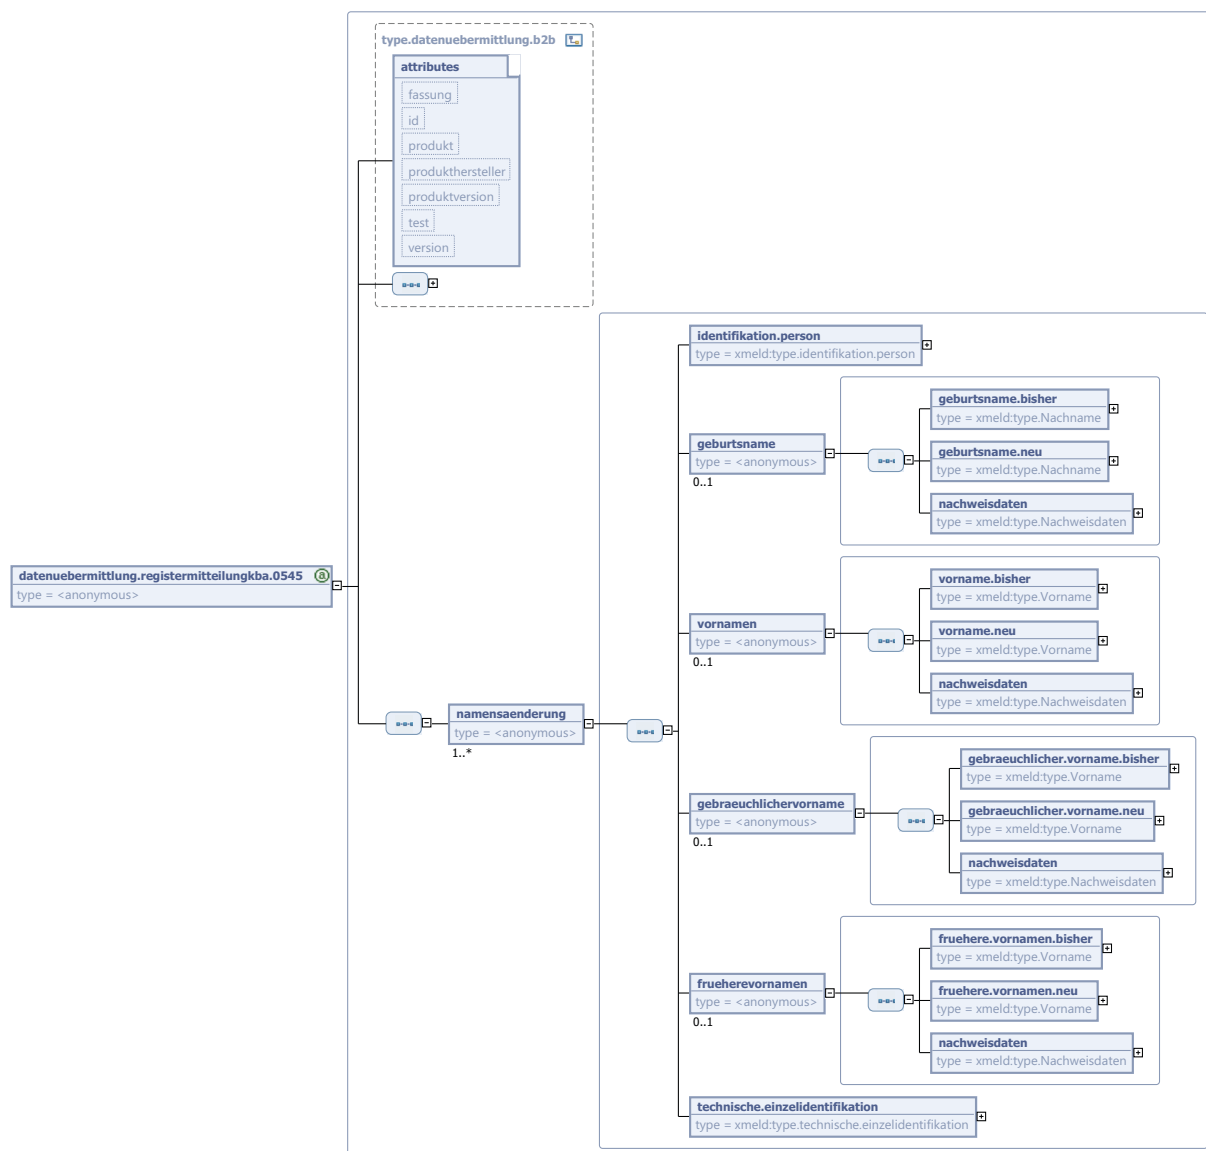 type.datenuebermittlung.b2b
attributes
fassung
id
produkt
produkthersteller
produktversion
test
version
datenuebermittlung.registermitteilungkba.0545
a
type = <anonymous>
namensaenderung
type = <anonymous>
1..*
identifikation.person
type = xmeld:type.identifikation.person
geburtsname
type = <anonymous>
0..1
geburtsname.bisher
type = xmeld:type.Nachname
geburtsname.neu
type = xmeld:type.Nachname
nachweisdaten
type = xmeld:type.Nachweisdaten
vornamen
type = <anonymous>
0..1
vorname.bisher
type = xmeld:type.Vorname
vorname.neu
type = xmeld:type.Vorname
nachweisdaten
type = xmeld:type.Nachweisdaten
gebraeuchlichervorname
type = <anonymous>
0..1
gebraeuchlicher.vorname.bisher
type = xmeld:type.Vorname
gebraeuchlicher.vorname.neu
type = xmeld:type.Vorname
nachweisdaten
type = xmeld:type.Nachweisdaten
frueherevornamen
type = <anonymous>
0..1
fruehere.vornamen.bisher
type = xmeld:type.Vorname
fruehere.vornamen.neu
type = xmeld:type.Vorname
nachweisdaten
type = xmeld:type.Nachweisdaten
technische.einzelidentifikation
type = xmeld:type.technische.einzelidentifikation